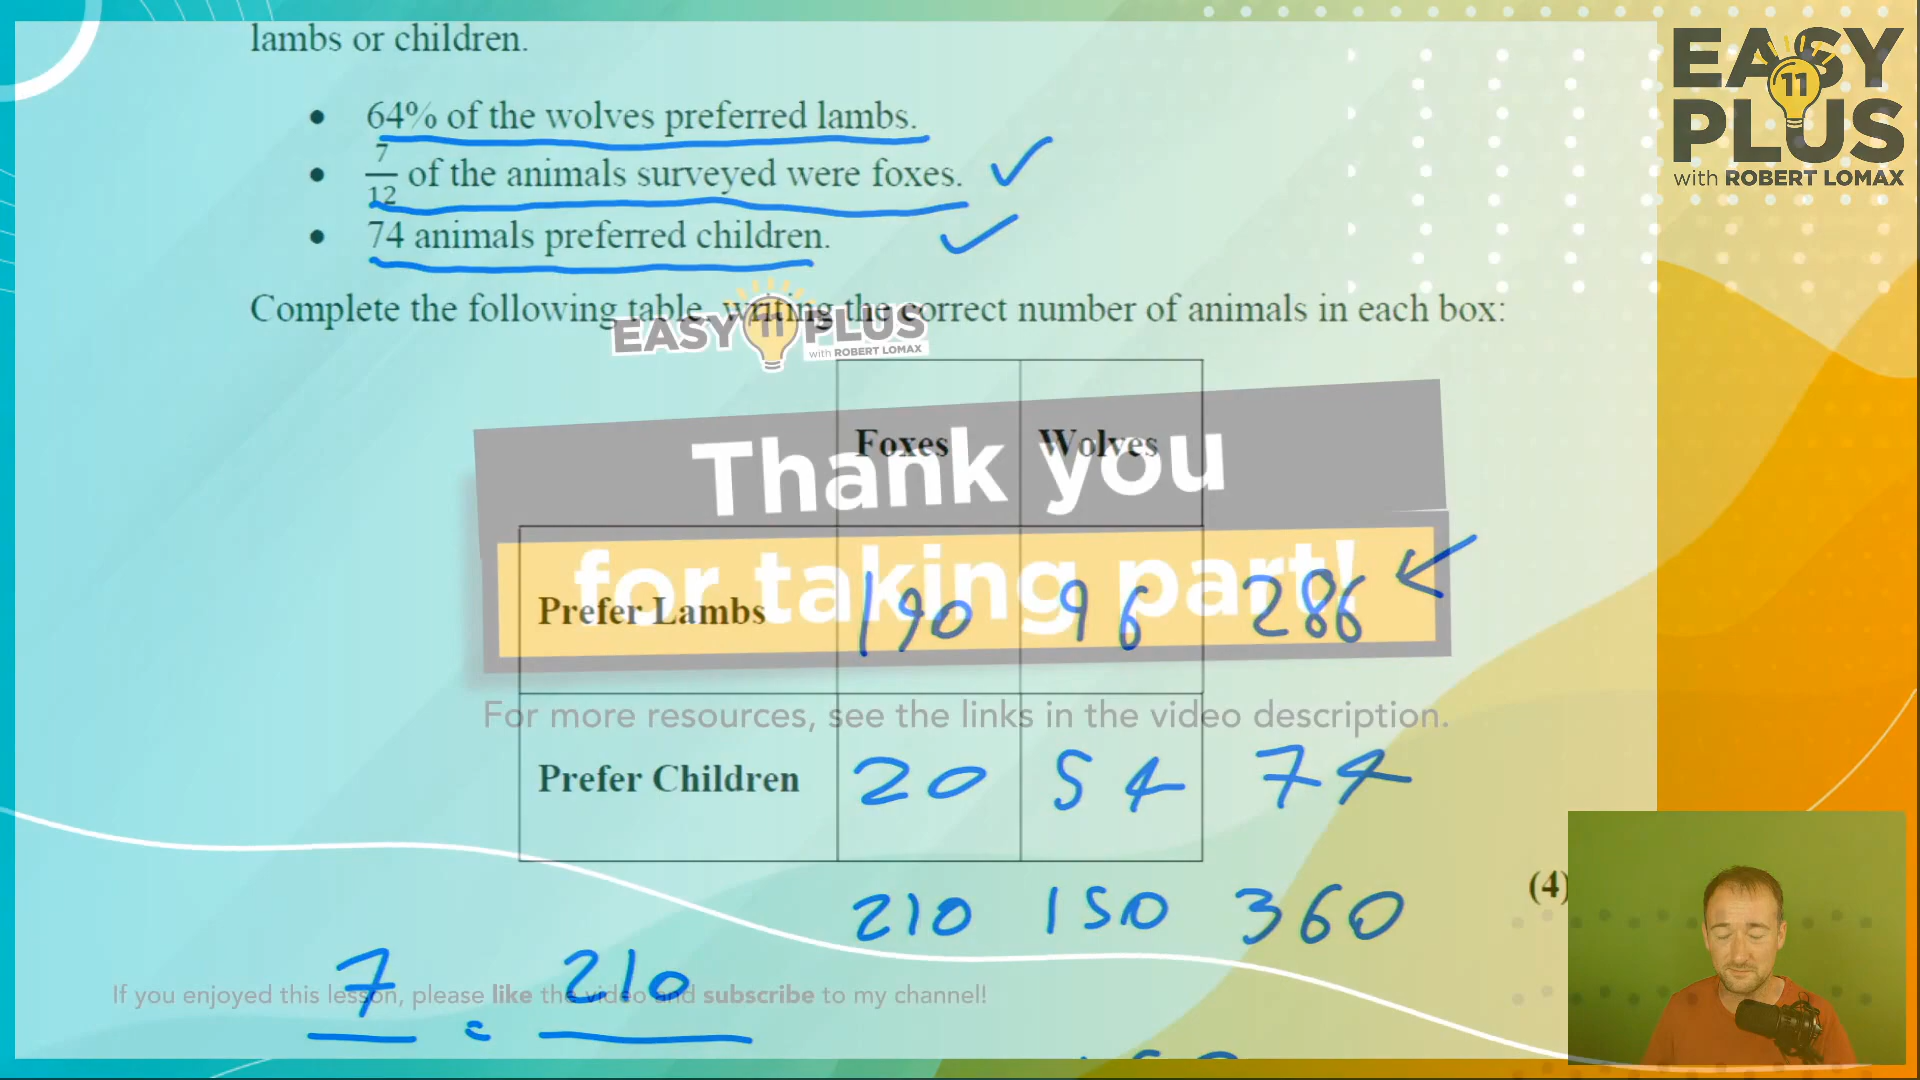 lambs or children.
• 64% of the wolves preferred lambs.
• 7/12 of the animals surveyed were foxes.
• 74 animals preferred children.
Complete the following table, writing the correct number of animals in each box:
EASY 11 PLUS
with ROBERT LOMAX
EASY 11 PLUS
with ROBERT LOMAX
Foxes Wolves
Thank you
for taking part!
Prefer Lambs 190 96 286
For more resources, see the links in the video description.
Prefer Children 20 54 74
(4)
210 150 360
7 = 210
If you enjoyed this lesson, please like the video and subscribe to my channel!